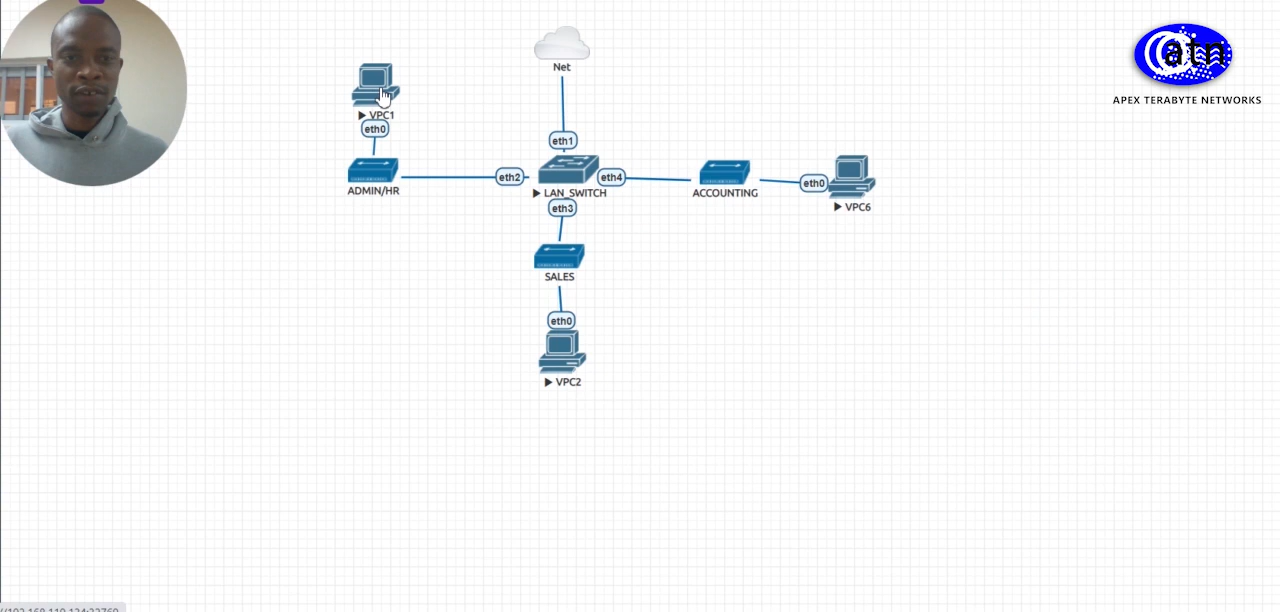 Net
atn
APEX TERABYTE NETWORKS
VPC1
eth0
eth1
ADMIN/HR
eth2
LAN_SWITCH
eth4
ACCOUNTING
eth0
VPC6
eth3
SALES
eth0
VPC2